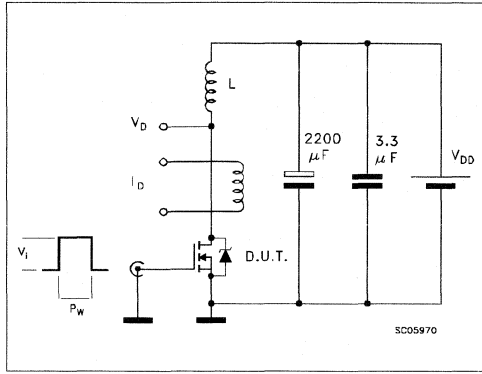 L
V_D
2200 μF
3.3 μF
V_DD
I_D
D.U.T.
V_i
P_W
SC05970